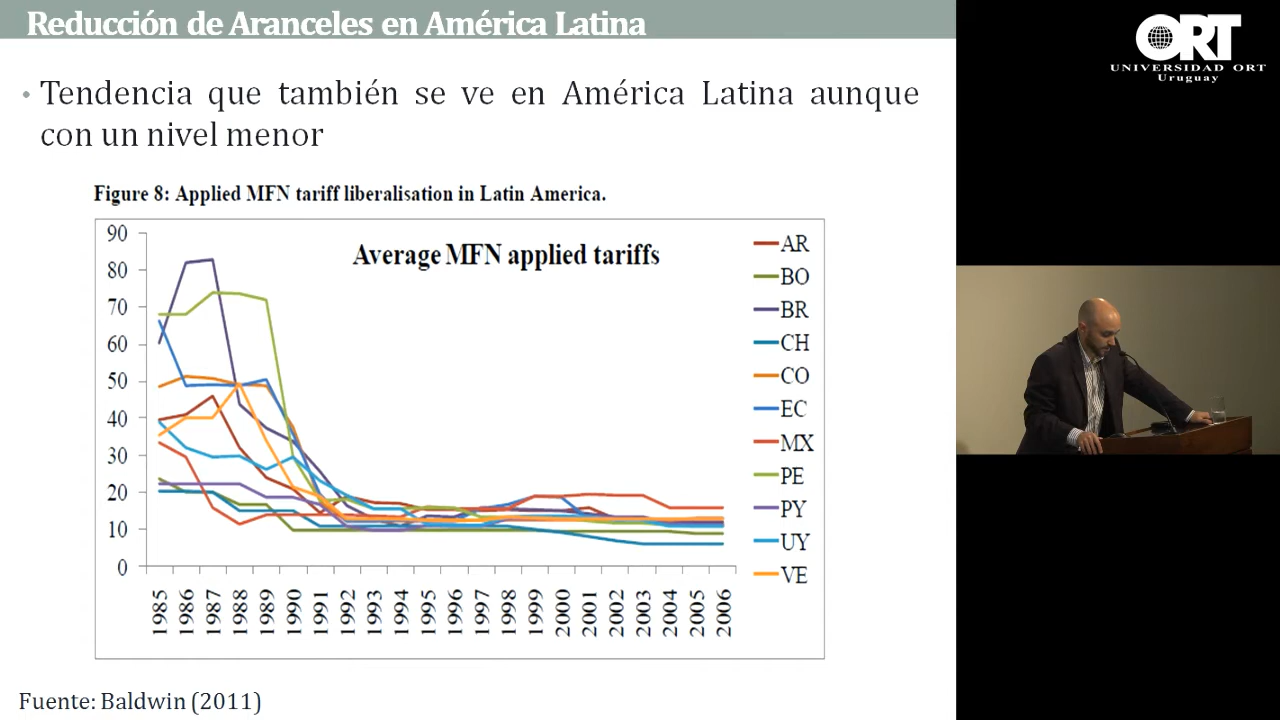 Reducción de Aranceles en América Latina
• Tendencia que también se ve en América Latina aunque
con un nivel menor
Figure 8: Applied MFN tariff liberalisation in Latin America.
Average MFN applied tariffs
90
80
70
60
50
40
30
20
10
0
1985
1986
1987
1988
1989
1990
1991
1992
1993
1994
1995
1996
1997
1998
1999
2000
2001
2002
2003
2004
2005
2006
AR
BO
BR
CH
CO
EC
MX
PE
PY
UY
VE
Fuente: Baldwin (2011)
ORT
UNIVERSIDAD ORT
Uruguay